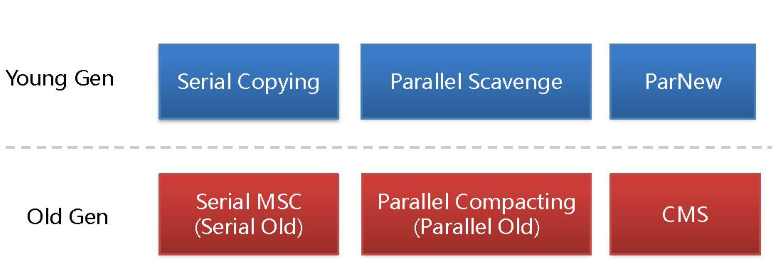 Young Gen
Serial Copying
Parallel Scavenge
ParNew
Old Gen
Serial MSC
(Serial Old)
Parallel Compacting
(Parallel Old)
CMS